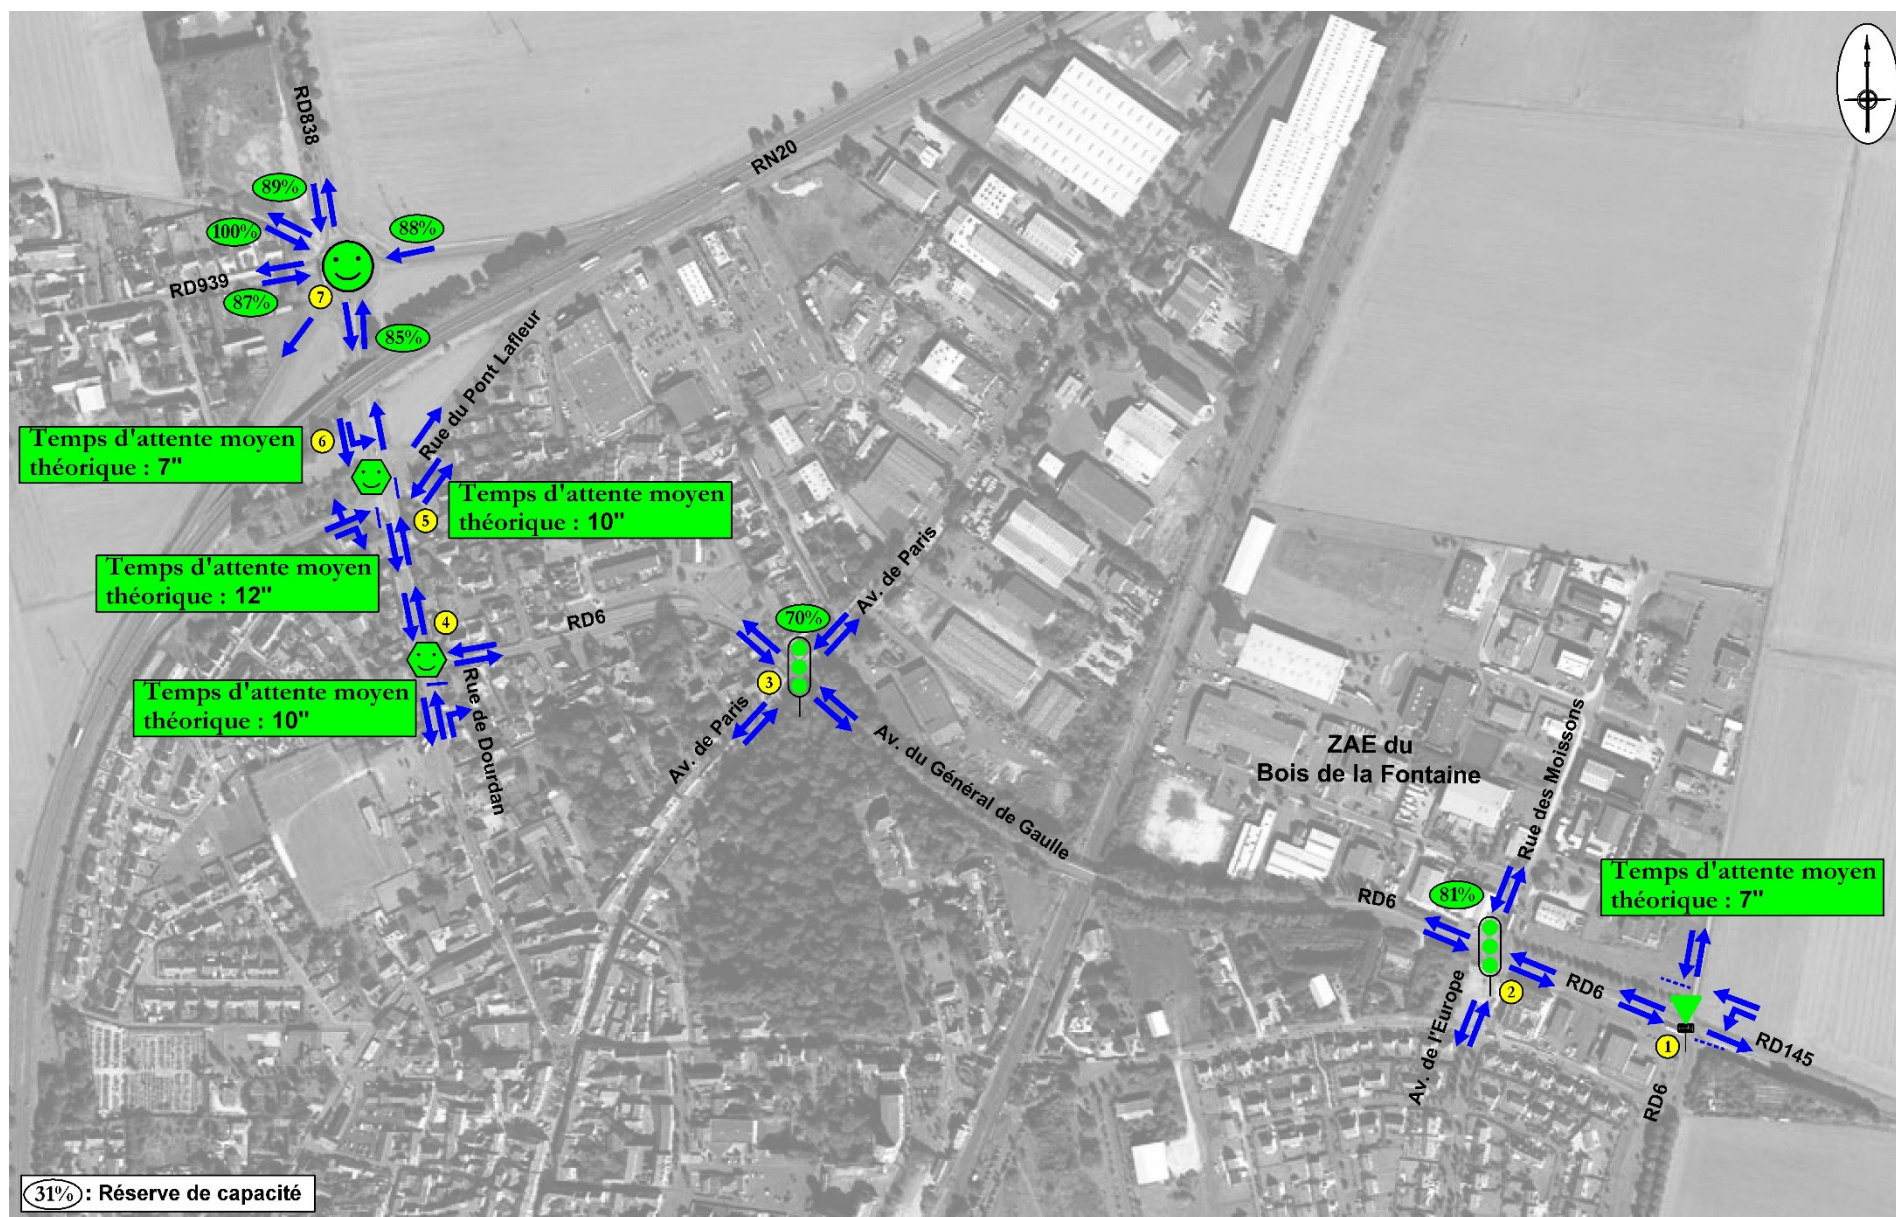 RD838
RN20
89%
100%
88%
RD939
87%
7
85%
Rue du Pont Lafleur
6
Temps d'attente moyen
théorique : 7"
Temps d'attente moyen
théorique : 10"
5
Av. de Paris
Temps d'attente moyen
théorique : 12"
4
RD6
70%
3
Temps d'attente moyen
théorique : 10"
Rue de Dourdan
Av. de Paris
Av. du Général de Gaulle
ZAE du
Bois de la Fontaine
Rue des Moissons
Temps d'attente moyen
théorique : 7"
RD6
81%
RD6
2
Av. de l'Europe
1
RD145
RD6
31% : Réserve de capacité